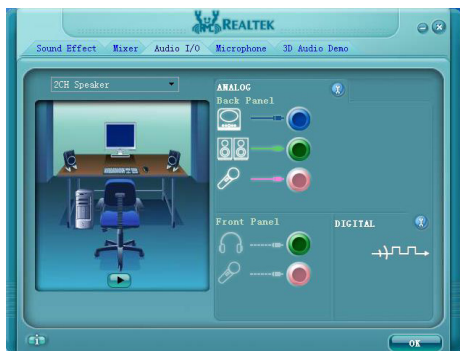 REALTEK
Sound Effect Mixer Audio I/O Microphone 3D Audio Demo
2CH Speaker
ANALOG
Back Panel
Front Panel
DIGITAL
OK